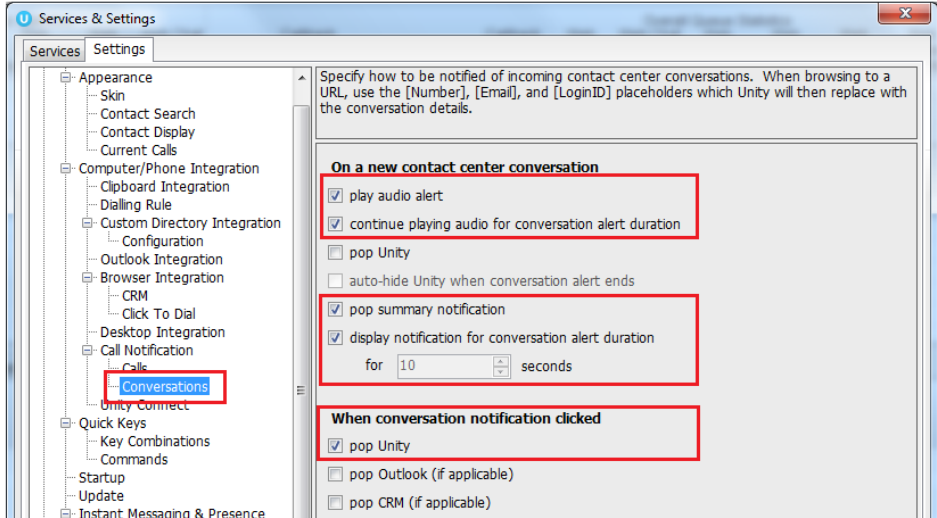 Services & Settings
Services
Settings
Appearance
Skin
Contact Search
Contact Display
Current Calls
Computer/Phone Integration
Clipboard Integration
Dialling Rule
Custom Directory Integration
Configuration
Outlook Integration
Browser Integration
CRM
Click To Dial
Desktop Integration
Call Notification
Calls
Conversations
Unity Connect
Quick Keys
Key Combinations
Commands
Startup
Update
Instant Messaging & Presence
Specify how to be notified of incoming contact center conversations. When browsing to a
URL, use the [Number], [Email], and [LoginID] placeholders which Unity will then replace with
the conversation details.
On a new contact center conversation
play audio alert
continue playing audio for conversation alert duration
pop Unity
auto-hide Unity when conversation alert ends
pop summary notification
display notification for conversation alert duration
for 10 seconds
When conversation notification clicked
pop Unity
pop Outlook (if applicable)
pop CRM (if applicable)